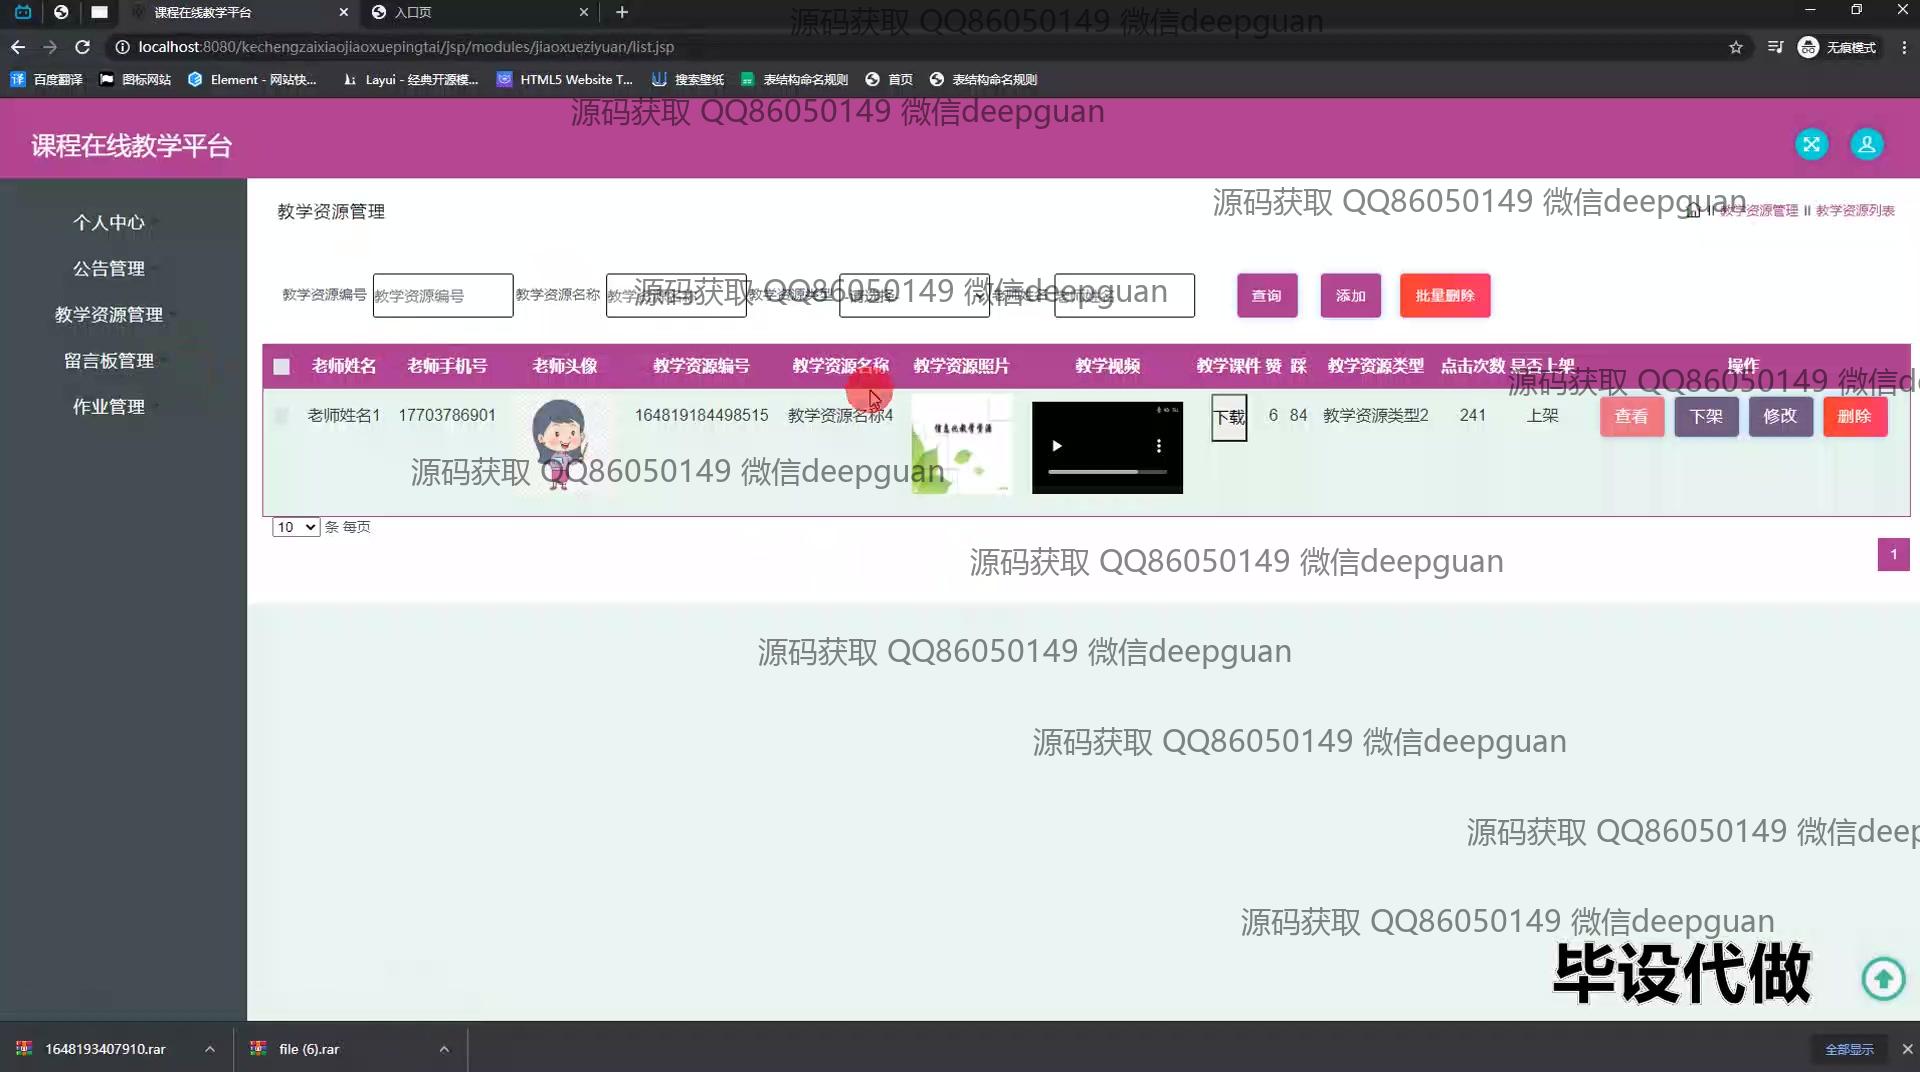 课程在线教学平台
入口页
源码获取 QQ86050149 微信deepguan
localhost:8080/kechengzaixiaojiaoxuepingtai/jsp/modules/jiaoxueziyuan/list.jsp
无痕模式
百度翻译
图标网站
Element - 网站快...
Layui - 经典开源模...
HTML5 Website T...
搜索壁纸
表结构命名规则
首页
表结构命名规则
源码获取 QQ86050149 微信deepguan
课程在线教学平台
个人中心
公告管理
教学资源管理
留言板管理
作业管理
教学资源管理
源码获取 QQ86050149 微信deepguan
教学资源管理 II 教学资源列表
教学资源编号 教学资源编号 教学资源名称
源码获取 QQ86050149 微信deepguan
查询 添加 批量删除
老师姓名 老师手机号 老师头像 教学资源编号 教学资源名称 教学资源照片 教学视频 教学课件 赞 踩 教学资源类型 点击次数 是否上架 操作
源码获取 QQ86050149 微信d
老师姓名1 17703786901 164819184498515 教学资源名称4 信息化教学资源 下载 6 84 教学资源类型2 241 上架 查看 下架 修改 删除
源码获取 QQ86050149 微信deepguan
10 条 每页
1
源码获取 QQ86050149 微信deepguan
源码获取 QQ86050149 微信deepguan
源码获取 QQ86050149 微信deepguan
源码获取 QQ86050149 微信deep
源码获取 QQ86050149 微信deepguan
毕设代做
1648193407910.rar
file (6).rar
全部显示